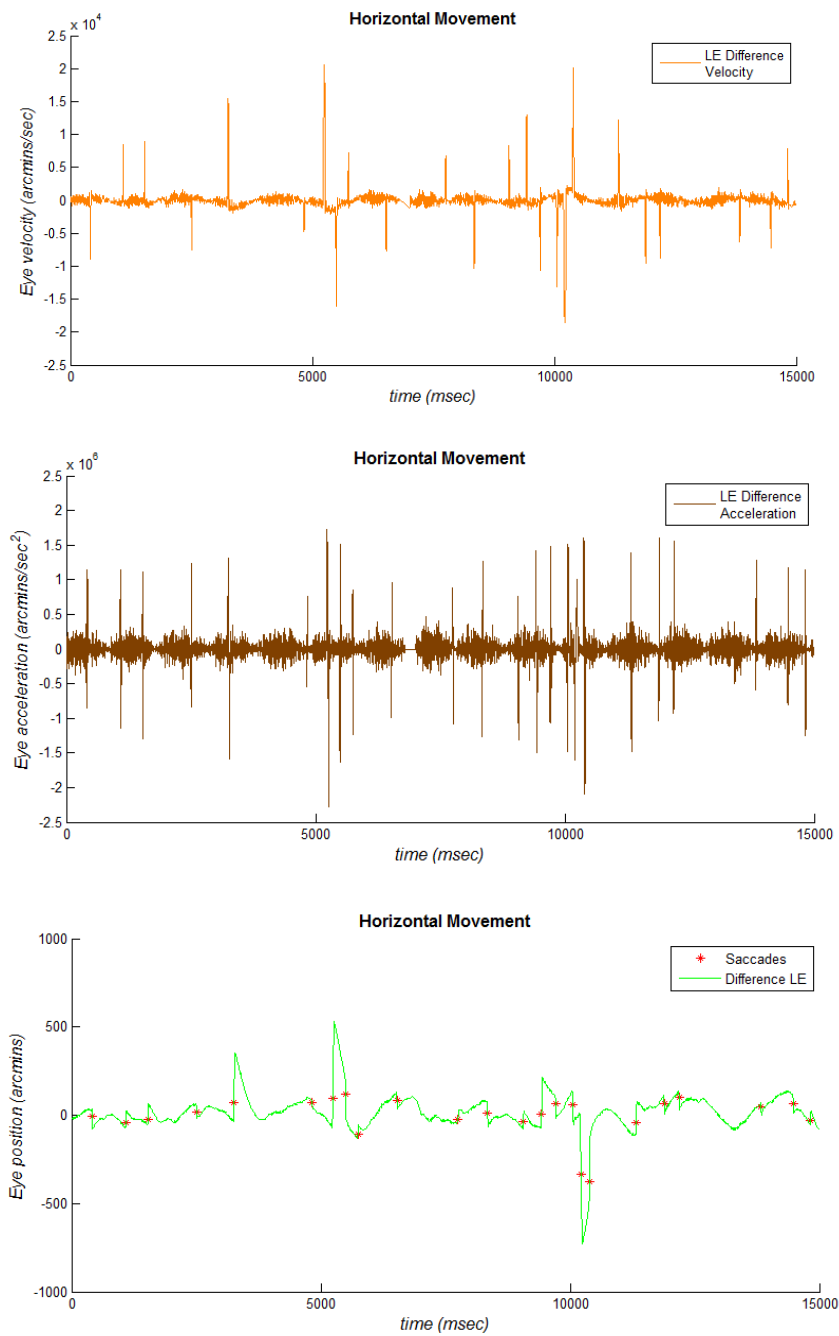 x 10^4
Horizontal Movement
2.5
2
1.5
1
0.5
0
-0.5
-1
-1.5
-2
-2.5
Eye velocity (arcmins/sec)
LE Difference
Velocity
0 5000 10000 15000
time (msec)
x 10^6
Horizontal Movement
2.5
2
1.5
1
0.5
0
-0.5
-1
-1.5
-2
-2.5
Eye acceleration (arcmins/sec^2)
LE Difference
Acceleration
0 5000 10000 15000
time (msec)
Horizontal Movement
1000
500
0
-500
-1000
Eye position (arcmins)
Saccades
Difference LE
0 5000 10000 15000
time (msec)